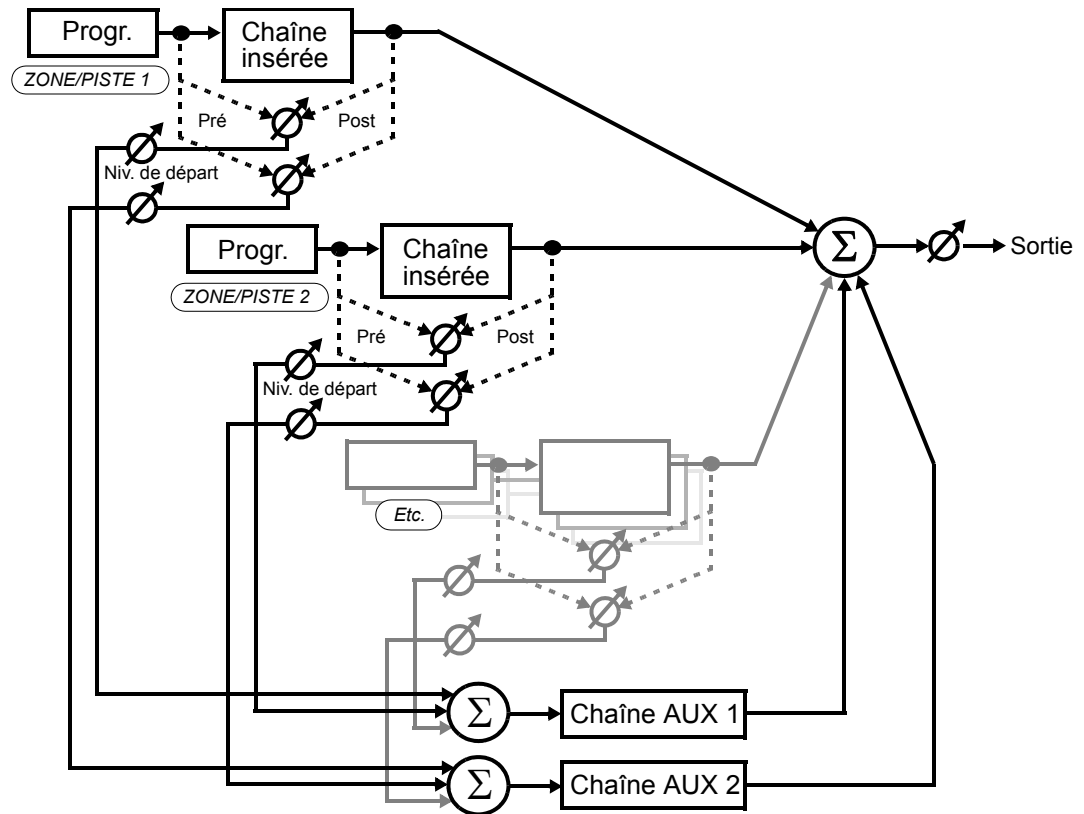 Progr.
Chaîne
insérée
ZONE/PISTE 1
Pré
Post
Niv. de départ
Progr.
Chaîne
insérée
Σ
Sortie
ZONE/PISTE 2
Pré
Post
Niv. de départ
Etc.
Σ
Chaîne AUX 1
Σ
Chaîne AUX 2